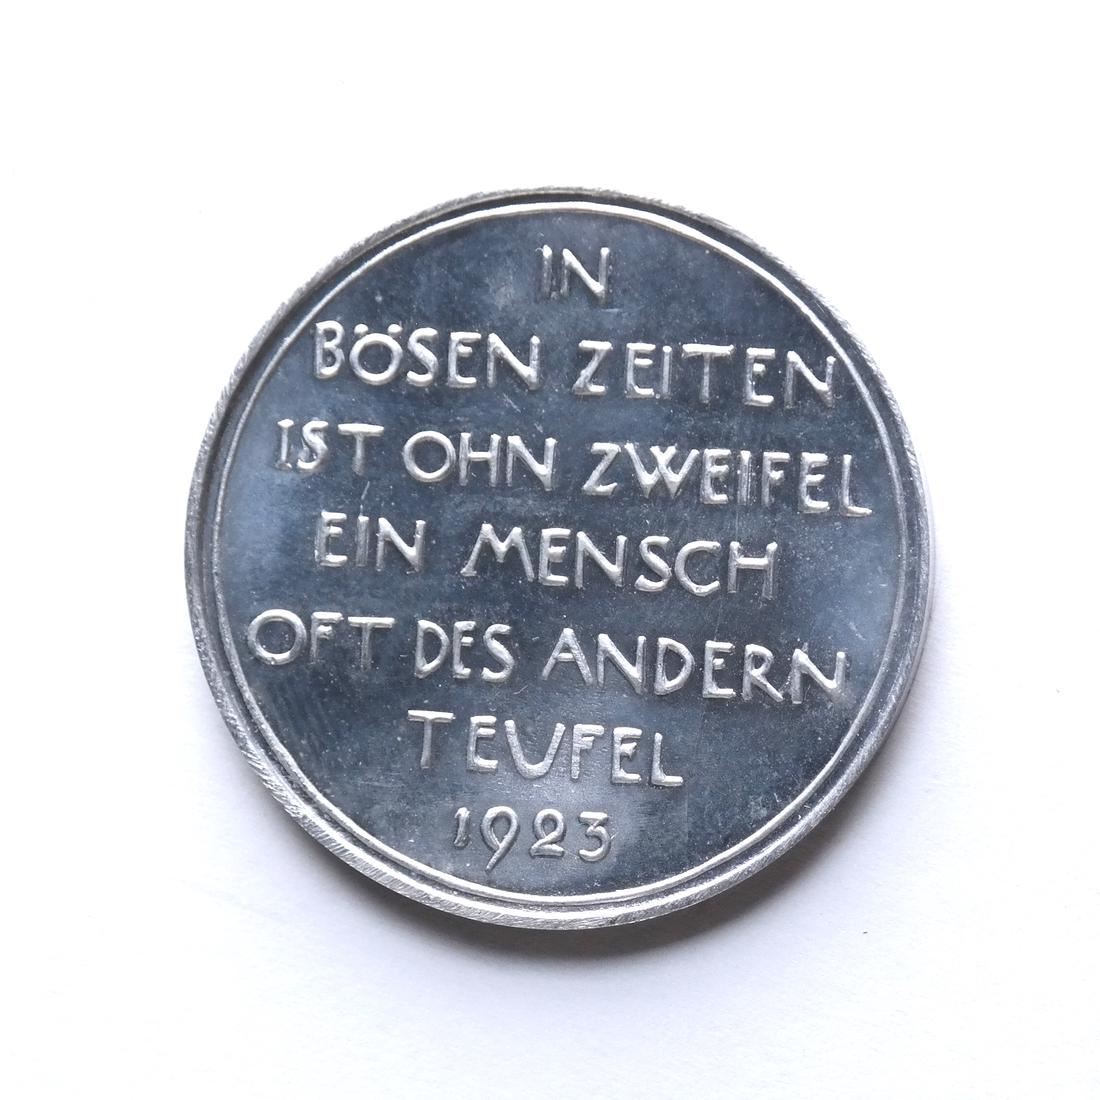 IN
BÖSEN ZEITEN
IST OHN ZWEIFEL
EIN MENSCH
OFT DES ANDERN
TEUFEL
1923